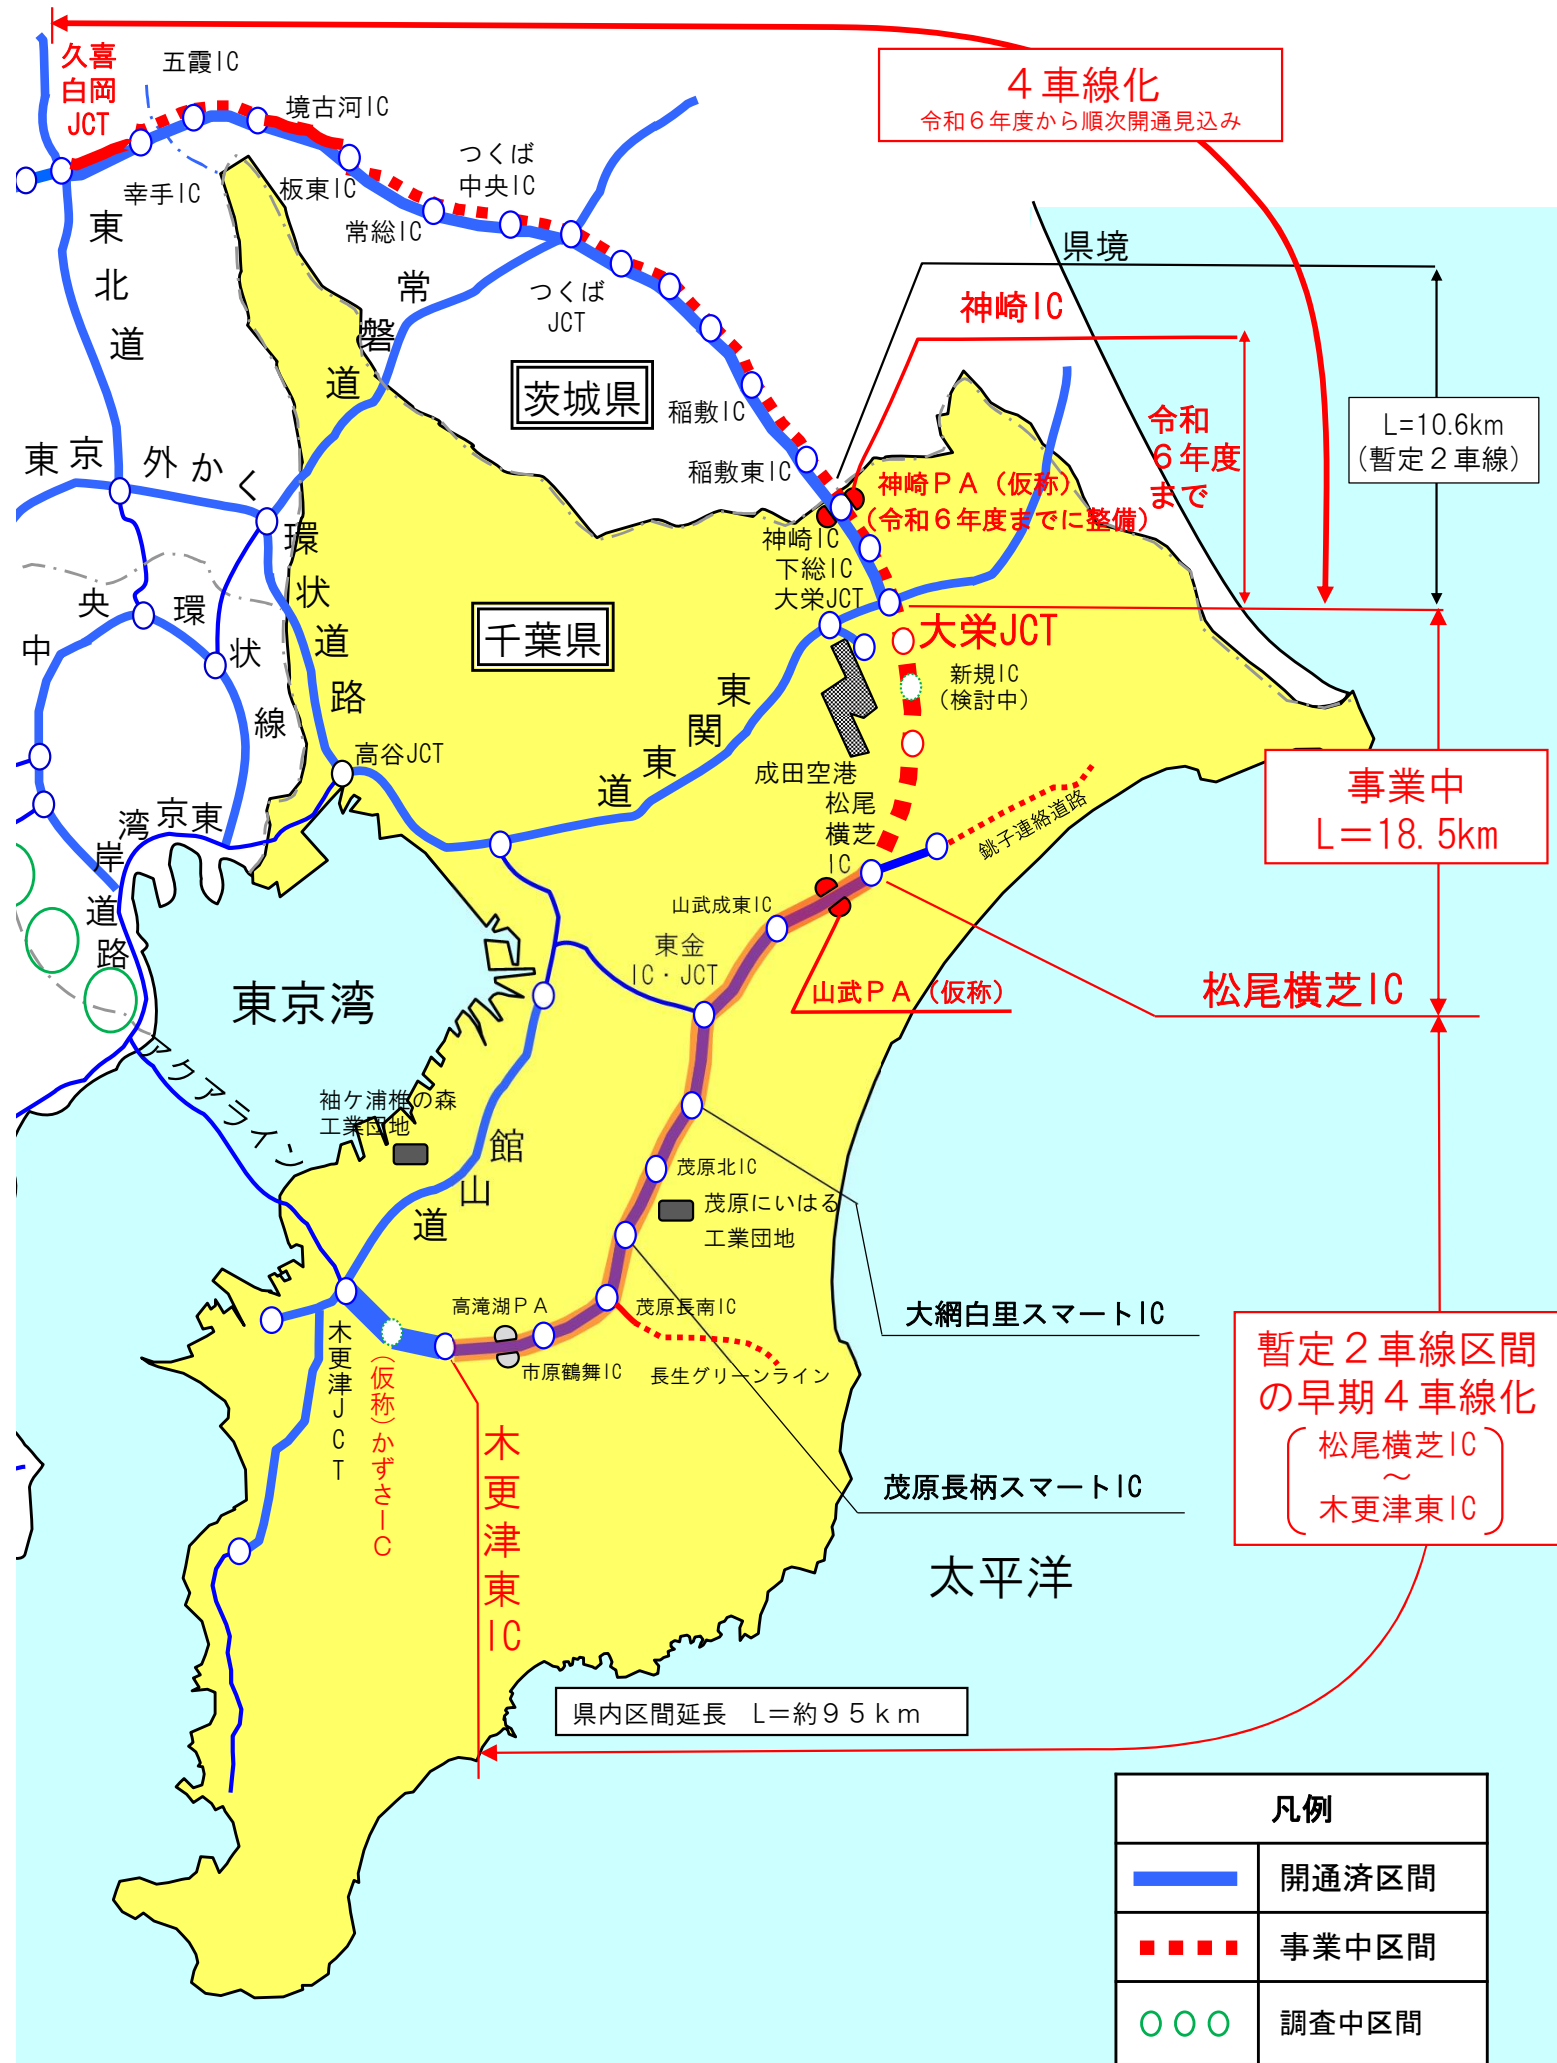 久喜
白岡
JCT
五霞IC
境古河IC
幸手IC
板東IC
常総IC
つくば
中央IC
つくば
JCT
4車線化
令和6年度から順次開通見込み
県境
神崎IC
令和
6年度
まで
L=10.6km
(暫定2車線)
東北道
常磐道
茨城県
稲敷IC
稲敷東IC
神崎PA(仮称)
(令和6年度までに整備)
神崎IC
下総IC
大栄JCT
大栄JCT
新規IC
(検討中)
東京外かく環状道路
中央環状線
千葉県
高谷JCT
東関東道
成田空港
松尾
横芝
IC
銚子連絡道路
事業中
L=18.5km
東京湾岸道路
山武成東IC
東金
IC・JCT
山武PA(仮称)
松尾横芝IC
東京湾
アクアライン
袖ケ浦椎の森
工業団地
館山道
茂原北IC
茂原にいはる
工業団地
大網白里スマートIC
高滝湖PA
茂原長南IC
市原鶴舞IC
長生グリーンライン
木更津JCT
(仮称)かずさIC
木更津東IC
茂原長柄スマートIC
暫定2車線区間
の早期4車線化
松尾横芝IC
～
木更津東IC
太平洋
県内区間延長 L=約95km
凡例
開通済区間
事業中区間
調査中区間